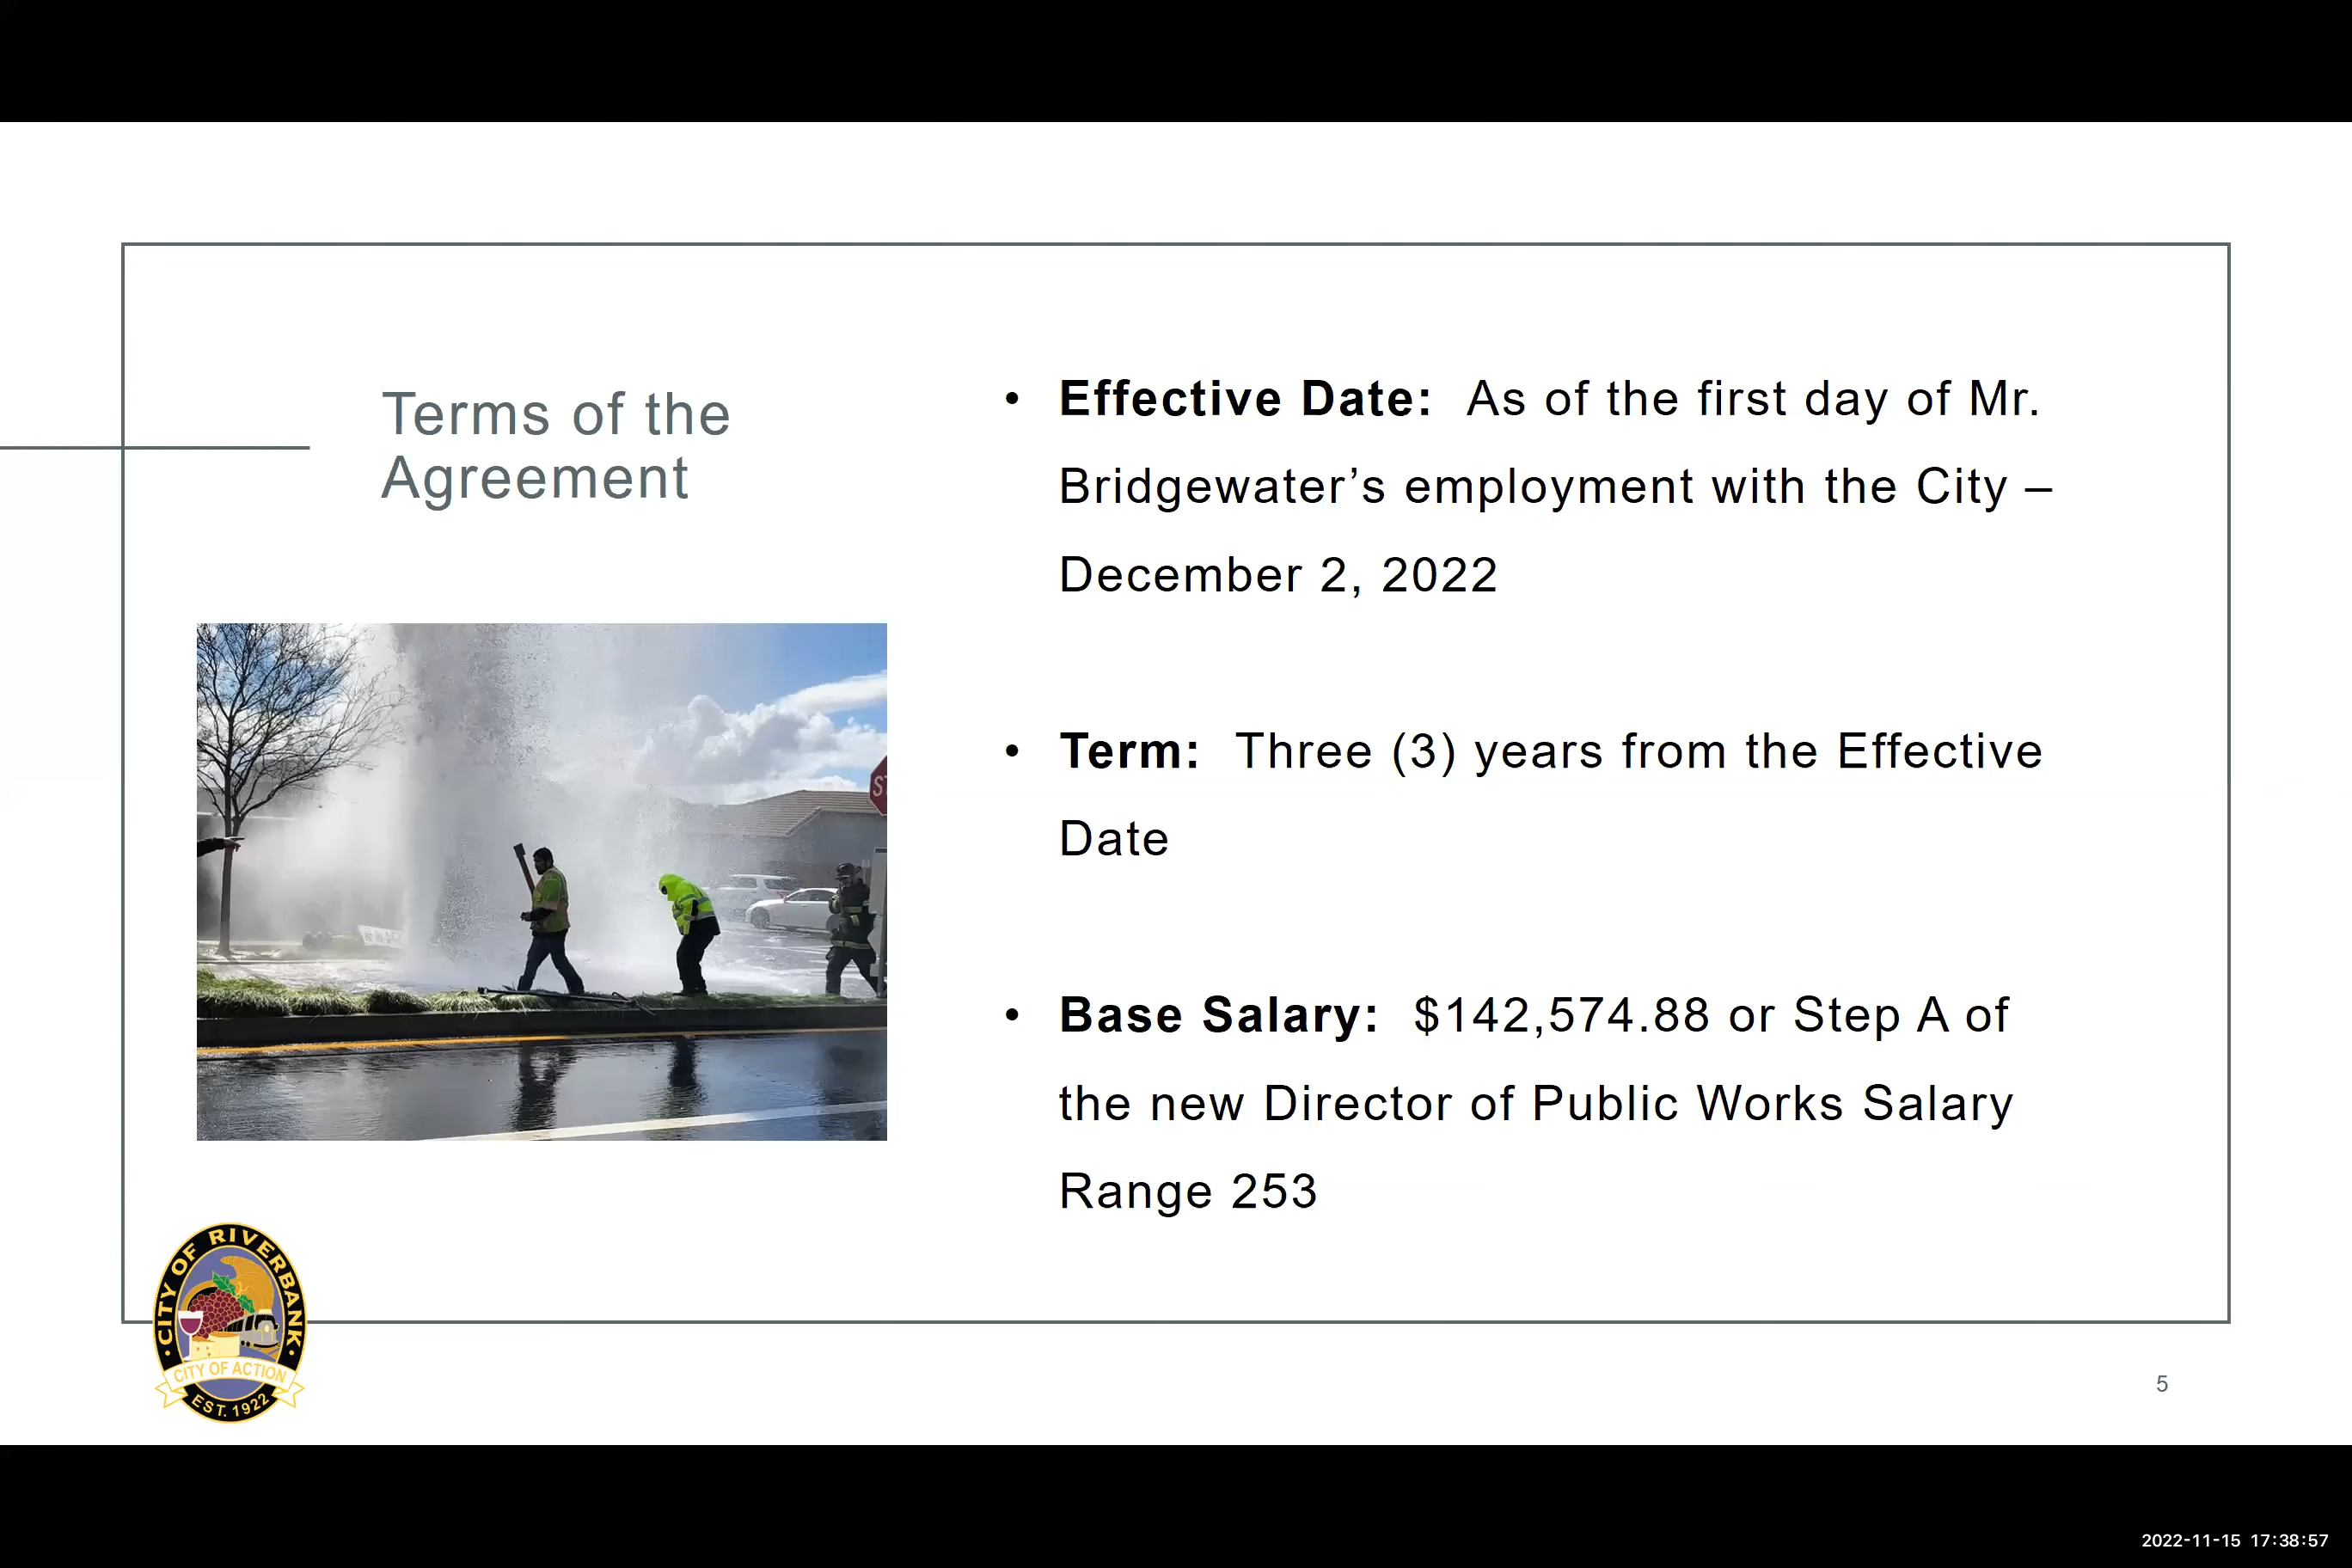 Terms of the
Agreement
• Effective Date: As of the first day of Mr.
Bridgewater’s employment with the City –
December 2, 2022
• Term: Three (3) years from the Effective
Date
• Base Salary: $142,574.88 or Step A of
the new Director of Public Works Salary
Range 253
ST
CITY OF RIVERBANK
CITY OF ACTION
EST. 1922
5
2022-11-15 17:38:57